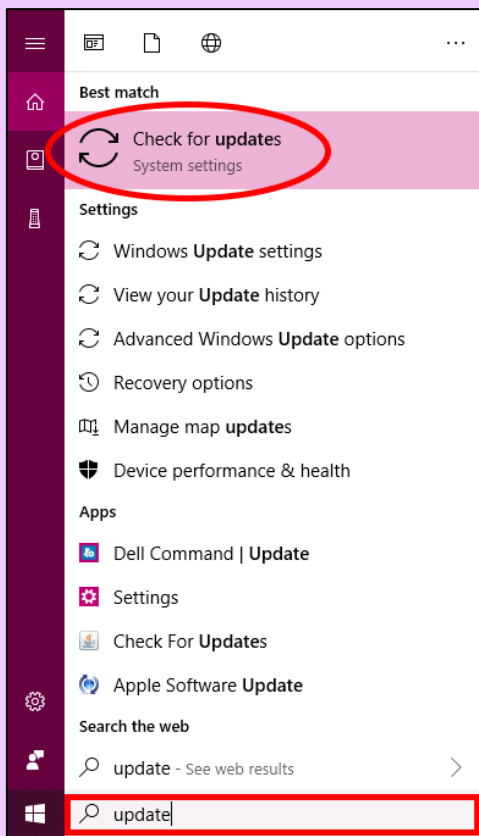 Best match
Check for updates
System settings
Settings
Windows Update settings
View your Update history
Advanced Windows Update options
Recovery options
Manage map updates
Device performance & health
Apps
Dell Command | Update
Settings
Check For Updates
Apple Software Update
Search the web
update - See web results
update